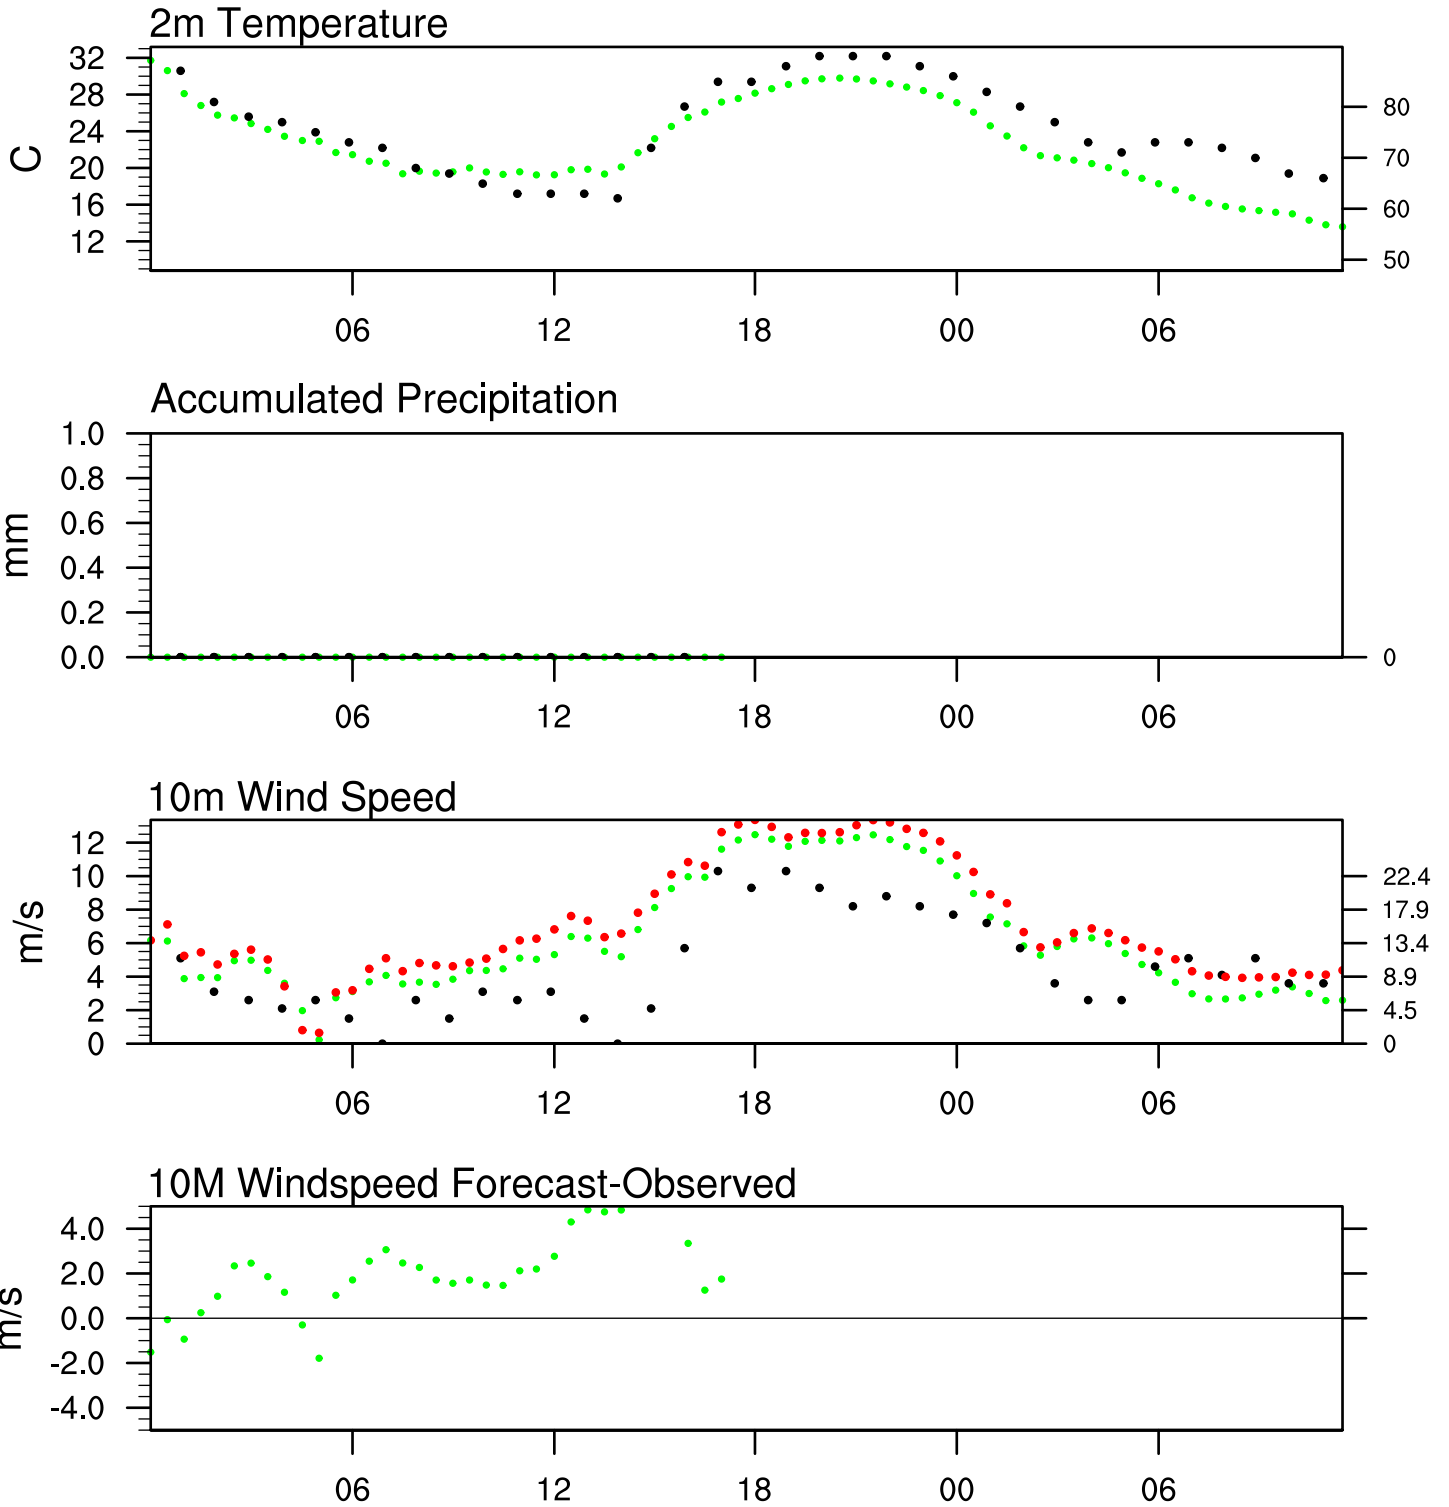 2m Temperature
32
28
24
20
16
12
C
80
70
60
50
06 12 18 00 06
Accumulated Precipitation
1.0
0.8
0.6
0.4
0.2
0.0
mm
0
06 12 18 00 06
10m Wind Speed
12
10
8
6
4
2
0
m/s
22.4
17.9
13.4
8.9
4.5
0
06 12 18 00 06
10M Windspeed Forecast-Observed
4.0
2.0
0.0
-2.0
-4.0
m/s
06 12 18 00 06